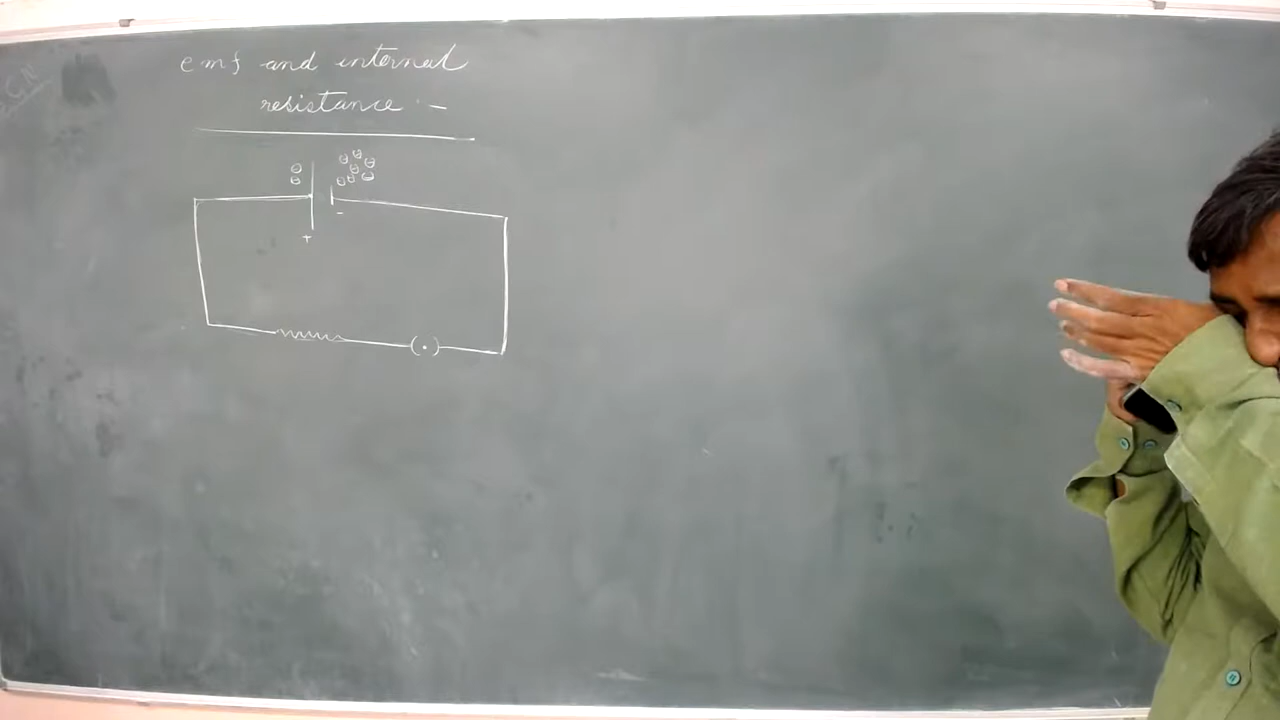 emf and internal
resistance :-
+
-